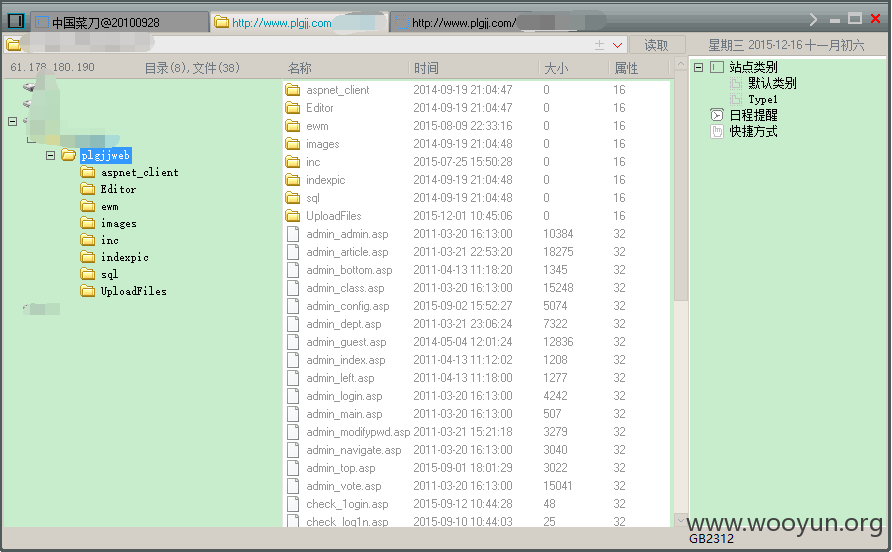 中国菜刀@20100928
http://www.plgjj.com
http://www.plgjj.com/
读取
星期三 2015-12-16 十一月初六
61.178.180.190 目录(8),文件(38)
名称 时间 大小 属性
plgjjweb
aspnet_client
Editor
ewm
images
inc
indexpic
sql
UploadFiles
aspnet_client 2014-09-19 21:04:47 0 16
Editor 2014-09-19 21:04:47 0 16
ewm 2015-08-09 22:33:16 0 16
images 2014-09-19 21:04:48 0 16
inc 2015-07-25 15:50:28 0 16
indexpic 2014-09-19 21:04:48 0 16
sql 2014-09-19 21:04:48 0 16
UploadFiles 2015-12-01 10:45:06 0 16
admin_admin.asp 2011-03-20 16:13:00 10384 32
admin_article.asp 2011-03-21 22:53:20 18275 32
admin_bottom.asp 2011-04-13 11:18:20 1345 32
admin_class.asp 2011-03-20 16:13:00 15248 32
admin_config.asp 2015-09-02 15:52:27 5074 32
admin_dept.asp 2011-03-21 23:06:24 7322 32
admin_guest.asp 2014-05-04 12:01:24 12836 32
admin_index.asp 2011-04-13 11:12:02 1208 32
admin_left.asp 2011-04-13 11:18:00 1277 32
admin_login.asp 2011-03-20 16:13:00 4242 32
admin_main.asp 2011-03-20 16:13:00 507 32
admin_modifypwd.asp 2011-03-21 15:21:18 3279 32
admin_navigate.asp 2011-03-20 16:13:00 3040 32
admin_top.asp 2015-09-01 18:01:29 3022 32
admin_vote.asp 2011-03-20 16:13:00 15041 32
check_1ogin.asp 2015-09-12 10:44:28 48 32
check_log1n.asp 2015-09-10 10:44:03 25 32
站点类别
默认类别
Type1
日程提醒
快捷方式
www.wooyun.org
GB2312